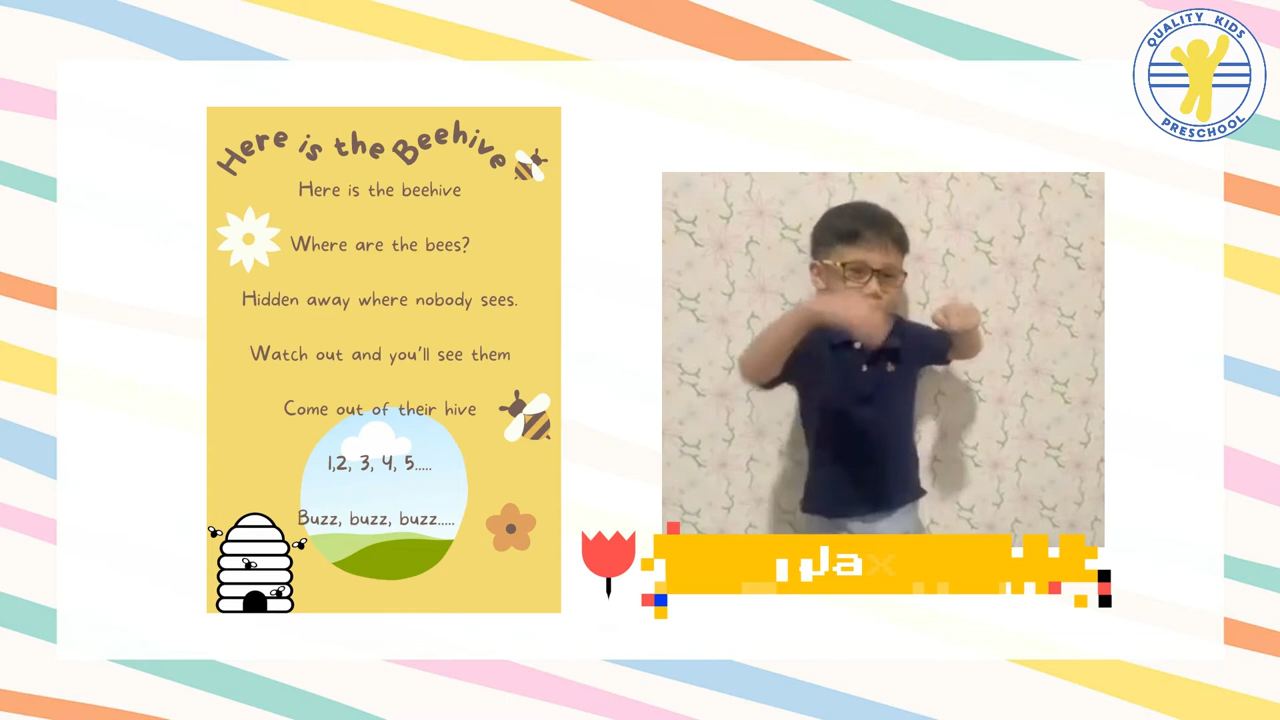 QUALITY KIDS
PRESCHOOL
Here is the Beehive
Here is the beehive
Where are the bees?
Hidden away where nobody sees.
Watch out and you'll see them
Come out of their hive
1,2, 3, 4, 5.....
Buzz, buzz, buzz.....
Jax